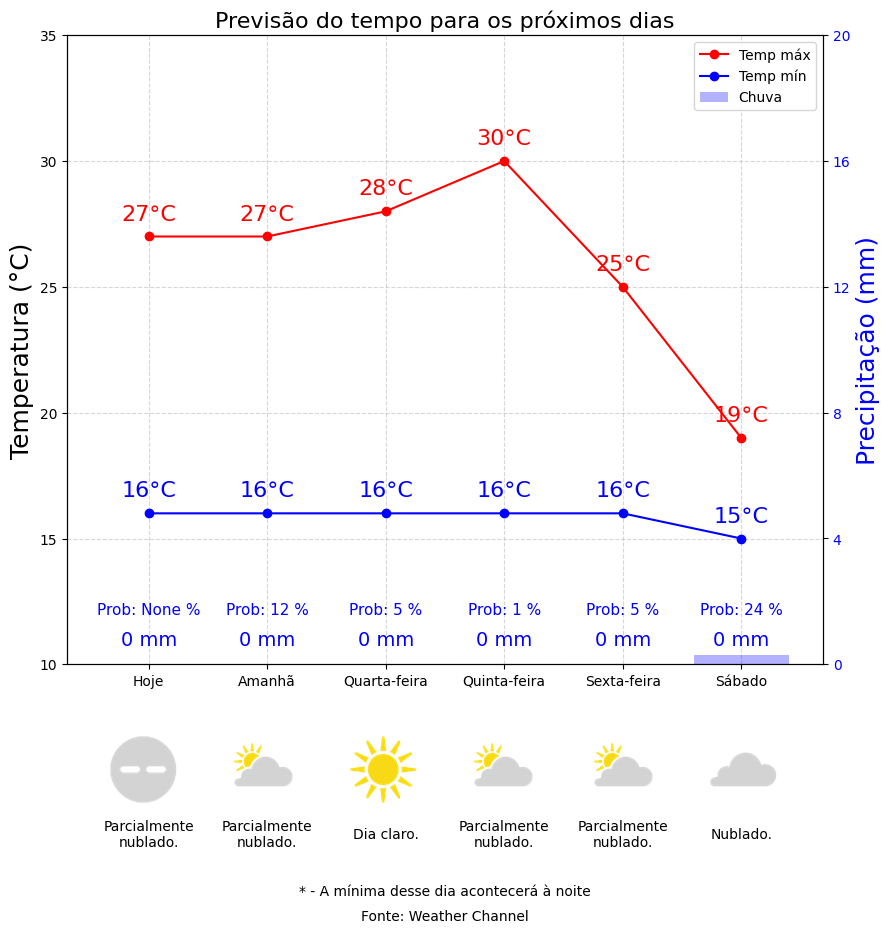 Previsão do tempo para os próximos dias
35
30
25
20
15
10
Temperatura (°C)
20
16
12
8
4
0
Precipitação (mm)
Temp máx
Temp mín
Chuva
27°C 27°C 28°C 30°C 25°C 19°C
16°C 16°C 16°C 16°C 16°C 15°C
Prob: None % Prob: 12 % Prob: 5 % Prob: 1 % Prob: 5 % Prob: 24 %
0 mm 0 mm 0 mm 0 mm 0 mm 0 mm
Hoje Amanhã Quarta-feira Quinta-feira Sexta-feira Sábado
Parcialmente
nublado.
Parcialmente
nublado.
Dia claro.
Parcialmente
nublado.
Parcialmente
nublado.
Nublado.
* - A mínima desse dia acontecerá à noite
Fonte: Weather Channel